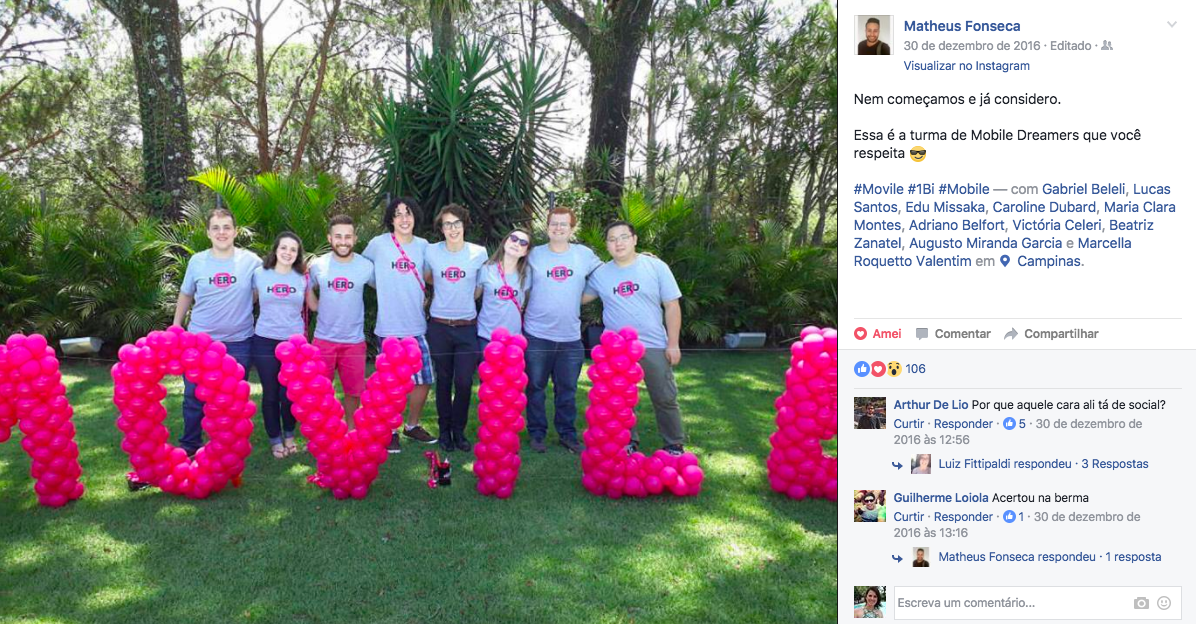 HERO
HERO
HERO
HERO
HERO
HERO
HERO
HERO
MOVILE
Matheus Fonseca
30 de dezembro de 2016 · Editado ·
Visualizar no Instagram
Nem começamos e já considero.
Essa é a turma de Mobile Dreamers que você
respeita 😎
#Movile #1Bi #Mobile — com Gabriel Beleli, Lucas
Santos, Edu Missaka, Caroline Dubard, Maria Clara
Montes, Adriano Belfort, Victória Celeri, Beatriz
Zanatel, Augusto Miranda Garcia e Marcella
Roquetto Valentim em Campinas.
Amei Comentar Compartilhar
106
Arthur De Lio Por que aquele cara ali tá de social?
Curtir · Responder · 5 · 30 de dezembro de
2016 às 12:56
Luiz Fittipaldi respondeu · 3 Respostas
Guilherme Loiola Acertou na berma
Curtir · Responder · 1 · 30 de dezembro de
2016 às 13:16
Matheus Fonseca respondeu · 1 resposta
Escreva um comentário...